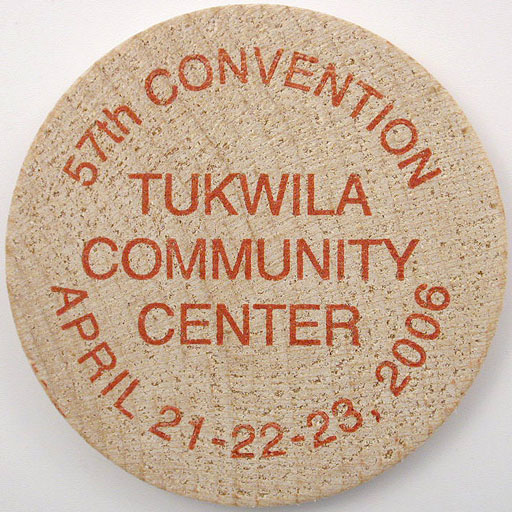 57th CONVENTION
TUKWILA
COMMUNITY
CENTER
APRIL 21-22-23, 2006